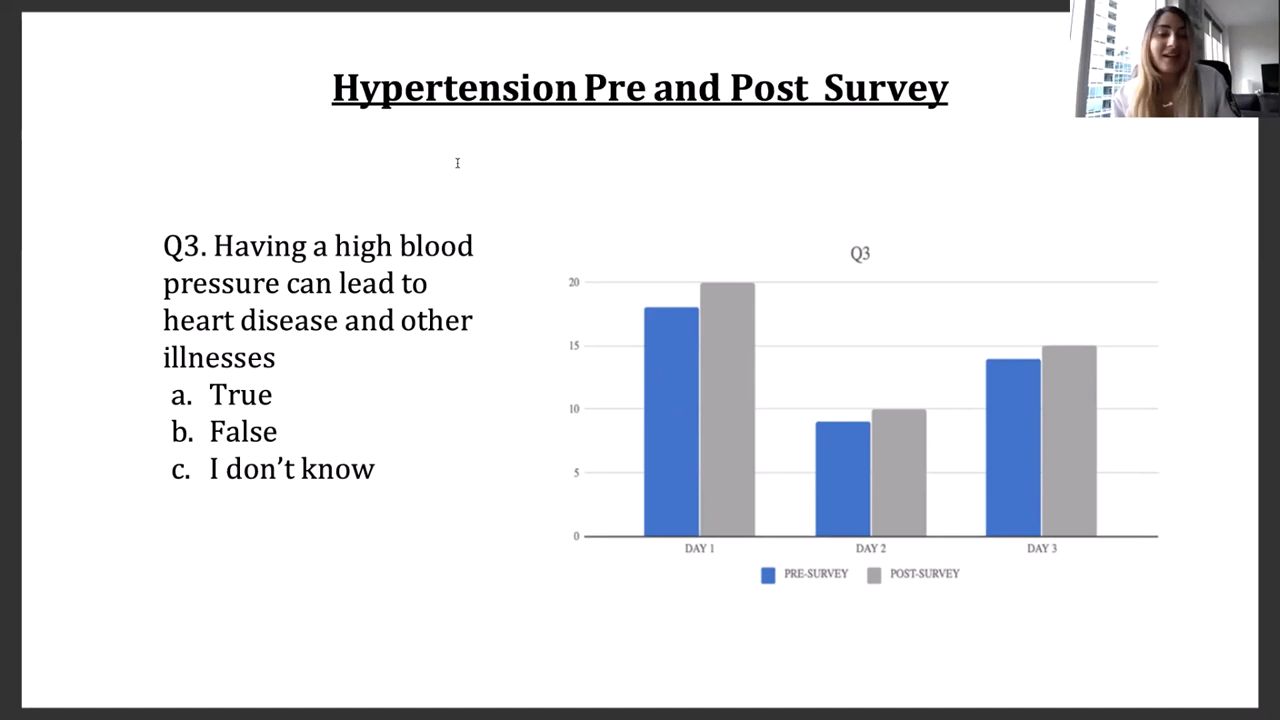 Hypertension Pre and Post Survey
Q3. Having a high blood
pressure can lead to
heart disease and other
illnesses
a. True
b. False
c. I don’t know
Q3
20
15
10
5
0
DAY 1 DAY 2 DAY 3
PRE-SURVEY POST-SURVEY